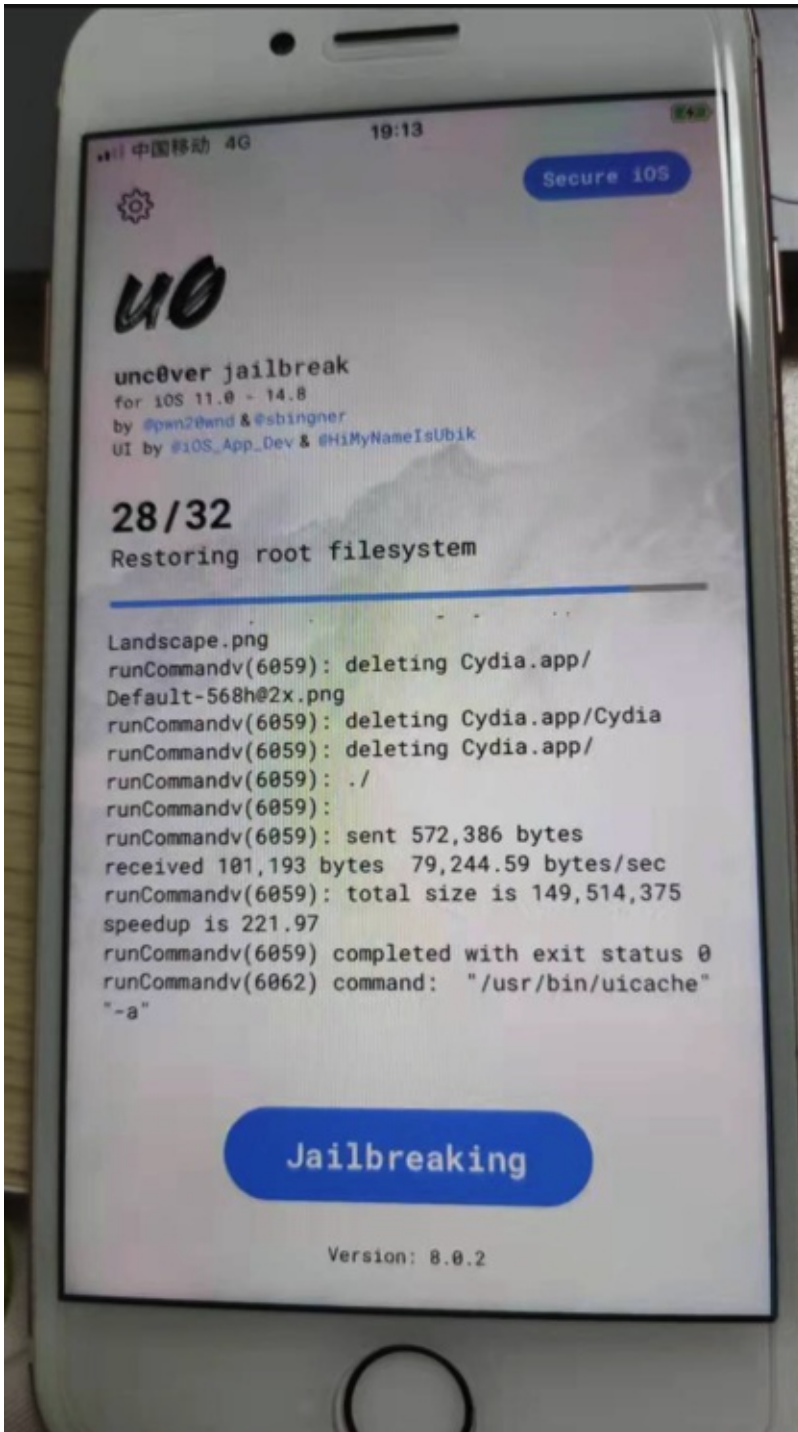 中国移动 4G 19:13
Secure iOS
u0
unc0ver jailbreak
for iOS 11.0 - 14.8
by @pwn20wnd & @sbingner
UI by @iOS_App_Dev & @HiMyNameIsUbik
28/32
Restoring root filesystem
Landscape.png
runCommandv(6059): deleting Cydia.app/
Default-568h@2x.png
runCommandv(6059): deleting Cydia.app/Cydia
runCommandv(6059): deleting Cydia.app/
runCommandv(6059): ./
runCommandv(6059):
runCommandv(6059): sent 572,386 bytes
received 101,193 bytes  79,244.59 bytes/sec
runCommandv(6059): total size is 149,514,375
speedup is 221.97
runCommandv(6059) completed with exit status 0
runCommandv(6062) command:  "/usr/bin/uicache"
"-a"
Jailbreaking
Version: 8.0.2